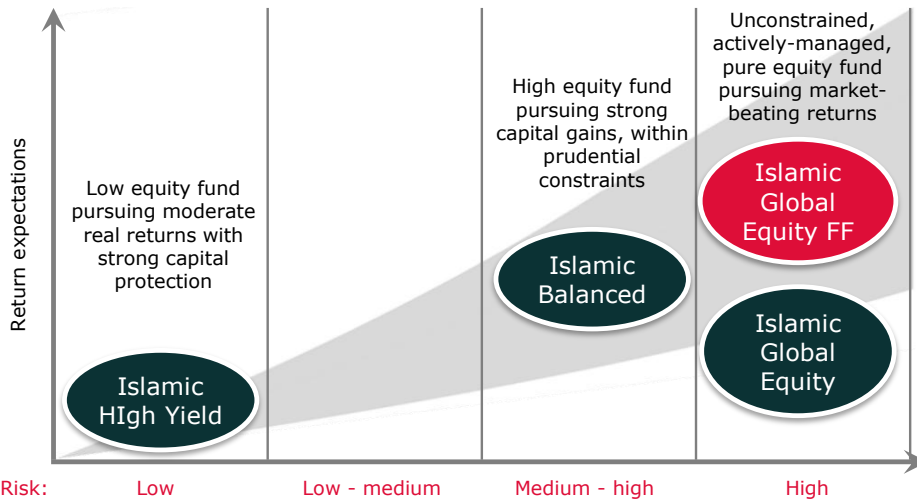 Return expectations
Low equity fund
pursuing moderate
real returns with
strong capital
protection
Islamic
HIgh Yield
High equity fund
pursuing strong
capital gains, within
prudential
constraints
Islamic
Balanced
Unconstrained,
actively-managed,
pure equity fund
pursuing market-
beating returns
Islamic
Global
Equity FF
Islamic
Global
Equity
Risk: Low Low - medium Medium - high High